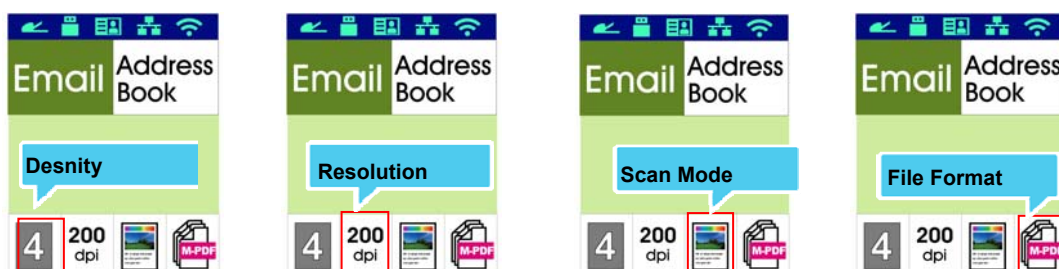 Email Address Book
Desnity
4 200 dpi M-PDF
Email Address Book
Resolution
4 200 dpi M-PDF
Email Address Book
Scan Mode
4 200 dpi M-PDF
Email Address Book
File Format
4 200 dpi M-PD